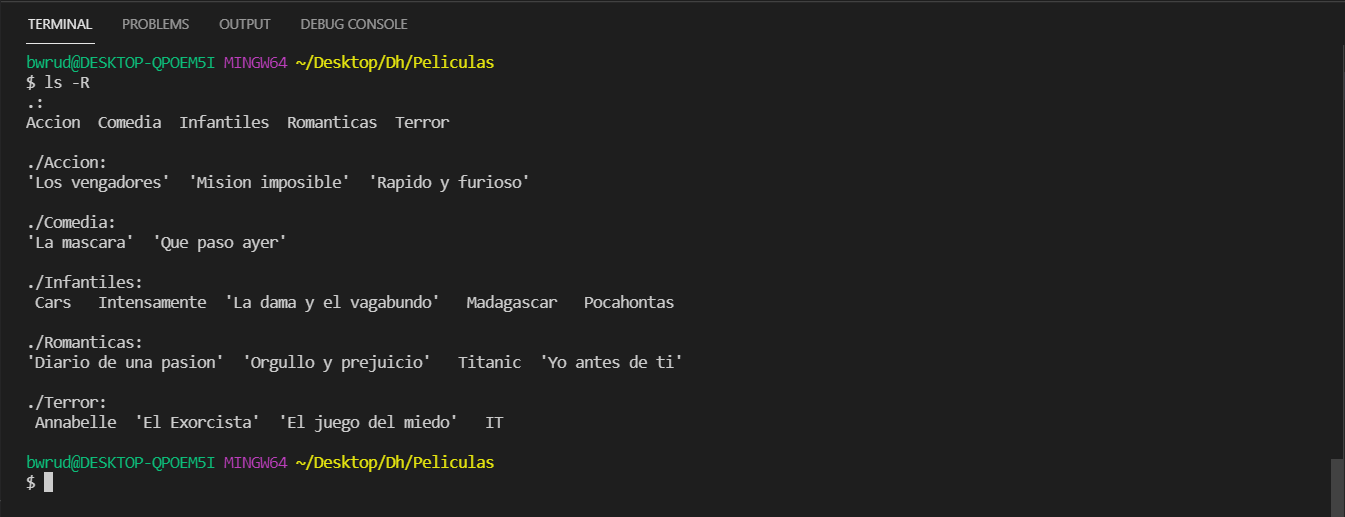 TERMINAL PROBLEMS OUTPUT DEBUG CONSOLE
bwrud@DESKTOP-QPOEM5I MINGW64 ~/Desktop/Dh/Peliculas
$ ls -R
.:
Accion  Comedia  Infantiles  Romanticas  Terror
./Accion:
'Los vengadores'  'Mision imposible'  'Rapido y furioso'
./Comedia:
'La mascara'  'Que paso ayer'
./Infantiles:
 Cars   Intensamente  'La dama y el vagabundo'   Madagascar   Pocahontas
./Romanticas:
'Diario de una pasion'  'Orgullo y prejuicio'   Titanic  'Yo antes de ti'
./Terror:
 Annabelle  'El Exorcista'  'El juego del miedo'   IT
bwrud@DESKTOP-QPOEM5I MINGW64 ~/Desktop/Dh/Peliculas
$